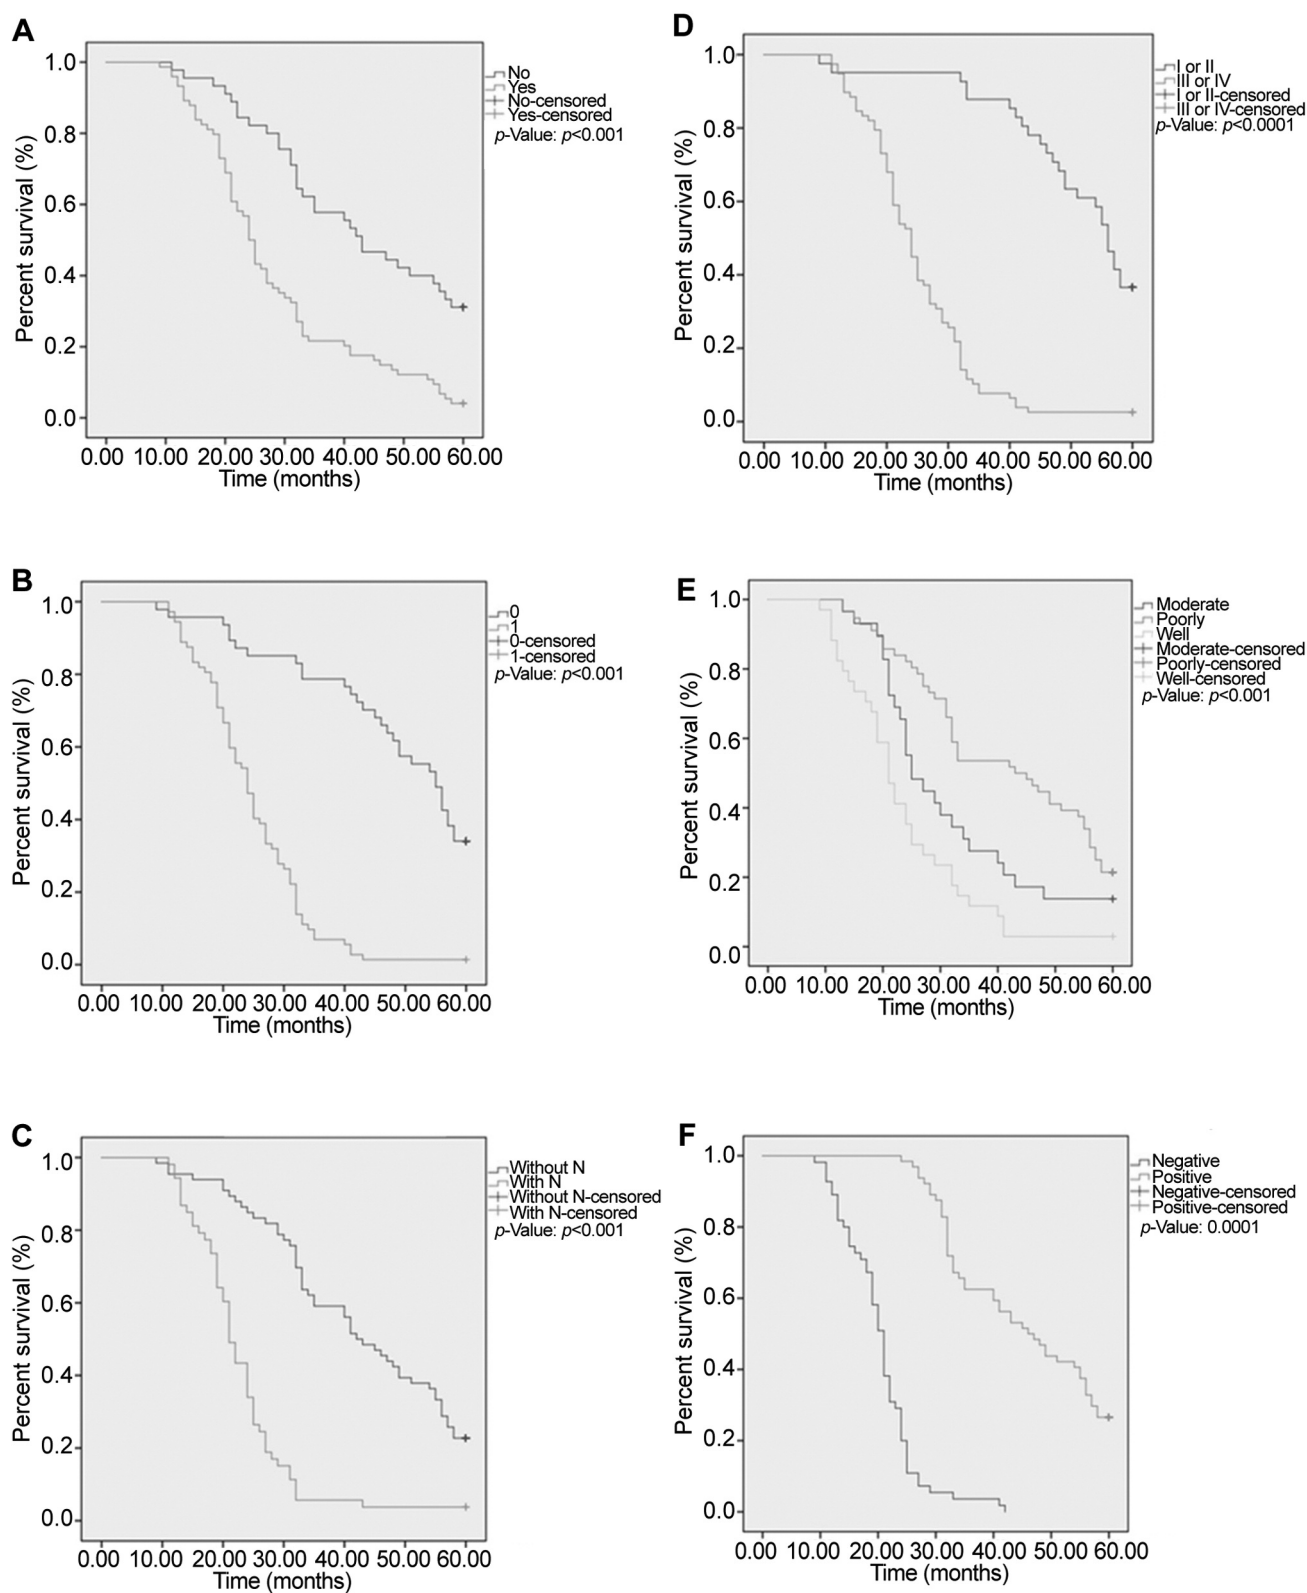 A
Percent survival (%)
1.0
0.8
0.6
0.4
0.2
0.0
0.00 10.00 20.00 30.00 40.00 50.00 60.00
Time (months)
No
Yes
No-censored
Yes-censored
p-Value: p<0.001
D
Percent survival (%)
1.0
0.8
0.6
0.4
0.2
0.0
0.00 10.00 20.00 30.00 40.00 50.00 60.00
Time (months)
I or II
III or IV
I or II-censored
III or IV-censored
p-Value: p<0.0001
B
Percent survival (%)
1.0
0.8
0.6
0.4
0.2
0.0
0.00 10.00 20.00 30.00 40.00 50.00 60.00
Time (months)
0
1
0-censored
1-censored
p-Value: p<0.001
E
Percent survival (%)
1.0
0.8
0.6
0.4
0.2
0.0
0.00 10.00 20.00 30.00 40.00 50.00 60.00
Time (months)
Moderate
Poorly
Well
Moderate-censored
Poorly-censored
Well-censored
p-Value: p<0.001
C
Percent survival (%)
1.0
0.8
0.6
0.4
0.2
0.0
0.00 10.00 20.00 30.00 40.00 50.00 60.00
Time (months)
Without N
With N
Without N-censored
With N-censored
p-Value: p<0.001
F
Percent survival (%)
1.0
0.8
0.6
0.4
0.2
0.0
0.00 10.00 20.00 30.00 40.00 50.00 60.00
Time (months)
Negative
Positive
Negative-censored
Positive-censored
p-Value: 0.0001